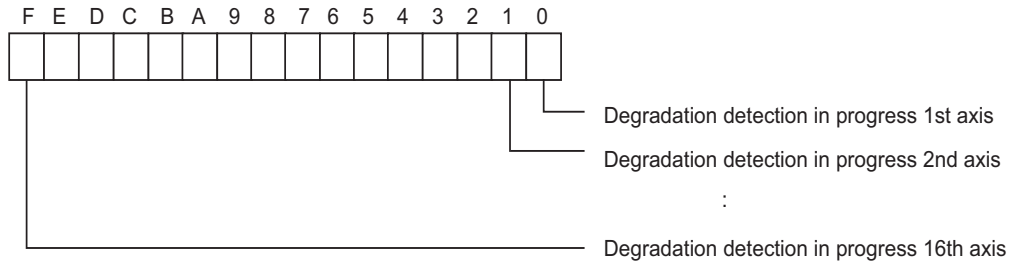 F E D C B A 9 8 7 6 5 4 3 2 1 0
Degradation detection in progress 1st axis
Degradation detection in progress 2nd axis
:
Degradation detection in progress 16th axis